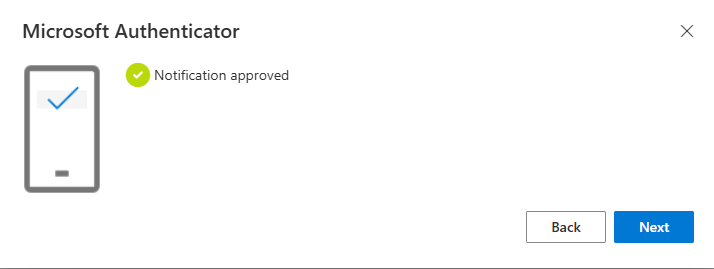 Microsoft Authenticator
Notification approved
Back
Next